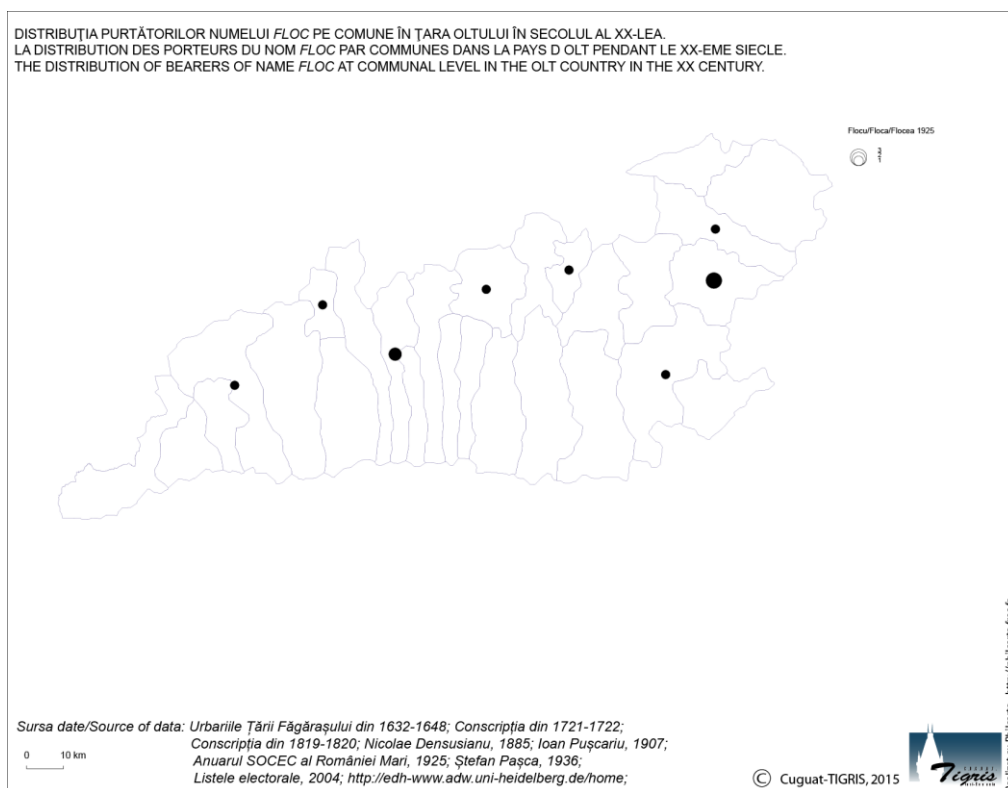 DISTRIBUȚIA PURTĂTORILOR NUMELUI FLOC PE COMUNE ÎN ȚARA OLTULUI ÎN SECOLUL AL XX-LEA.
LA DISTRIBUTION DES PORTEURS DU NOM FLOC PAR COMMUNES DANS LA PAYS D OLT PENDANT LE XX-EME SIECLE.
THE DISTRIBUTION OF BEARERS OF NAME FLOC AT COMMUNAL LEVEL IN THE OLT COUNTRY IN THE XX CENTURY.
Flocu/Floca/Flocea 1925
3
2
1
Sursa date/Source of data: Urbariile Țării Făgărașului din 1632-1648; Conscripția din 1721-1722;
Conscripția din 1819-1820; Nicolae Densusianu, 1885; Ioan Pușcariu, 1907;
Anuarul SOCEC al României Mari, 1925; Ștefan Pașca, 1936;
Listele electorale, 2004; http://edh-www.adw.uni-heidelberg.de/home;
0 10 km
© Cuguat-TIGRIS, 2015
CUGUAT
Tigris